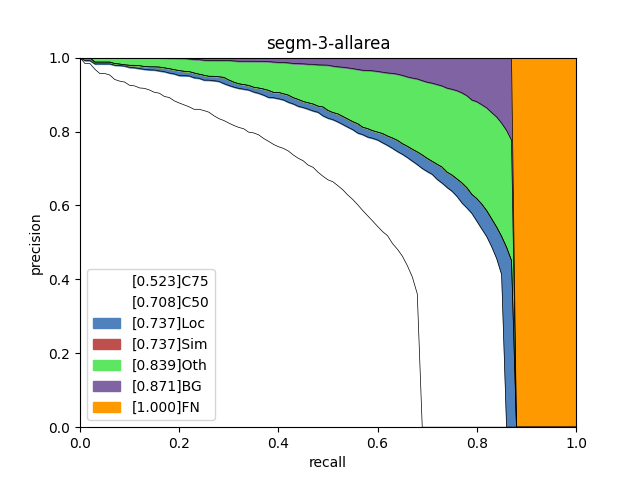 segm-3-allarea
1.0
0.8
0.6
0.4
0.2
0.0
precision
[0.523]C75
[0.708]C50
[0.737]Loc
[0.737]Sim
[0.839]Oth
[0.871]BG
[1.000]FN
0.0 0.2 0.4 0.6 0.8 1.0
recall